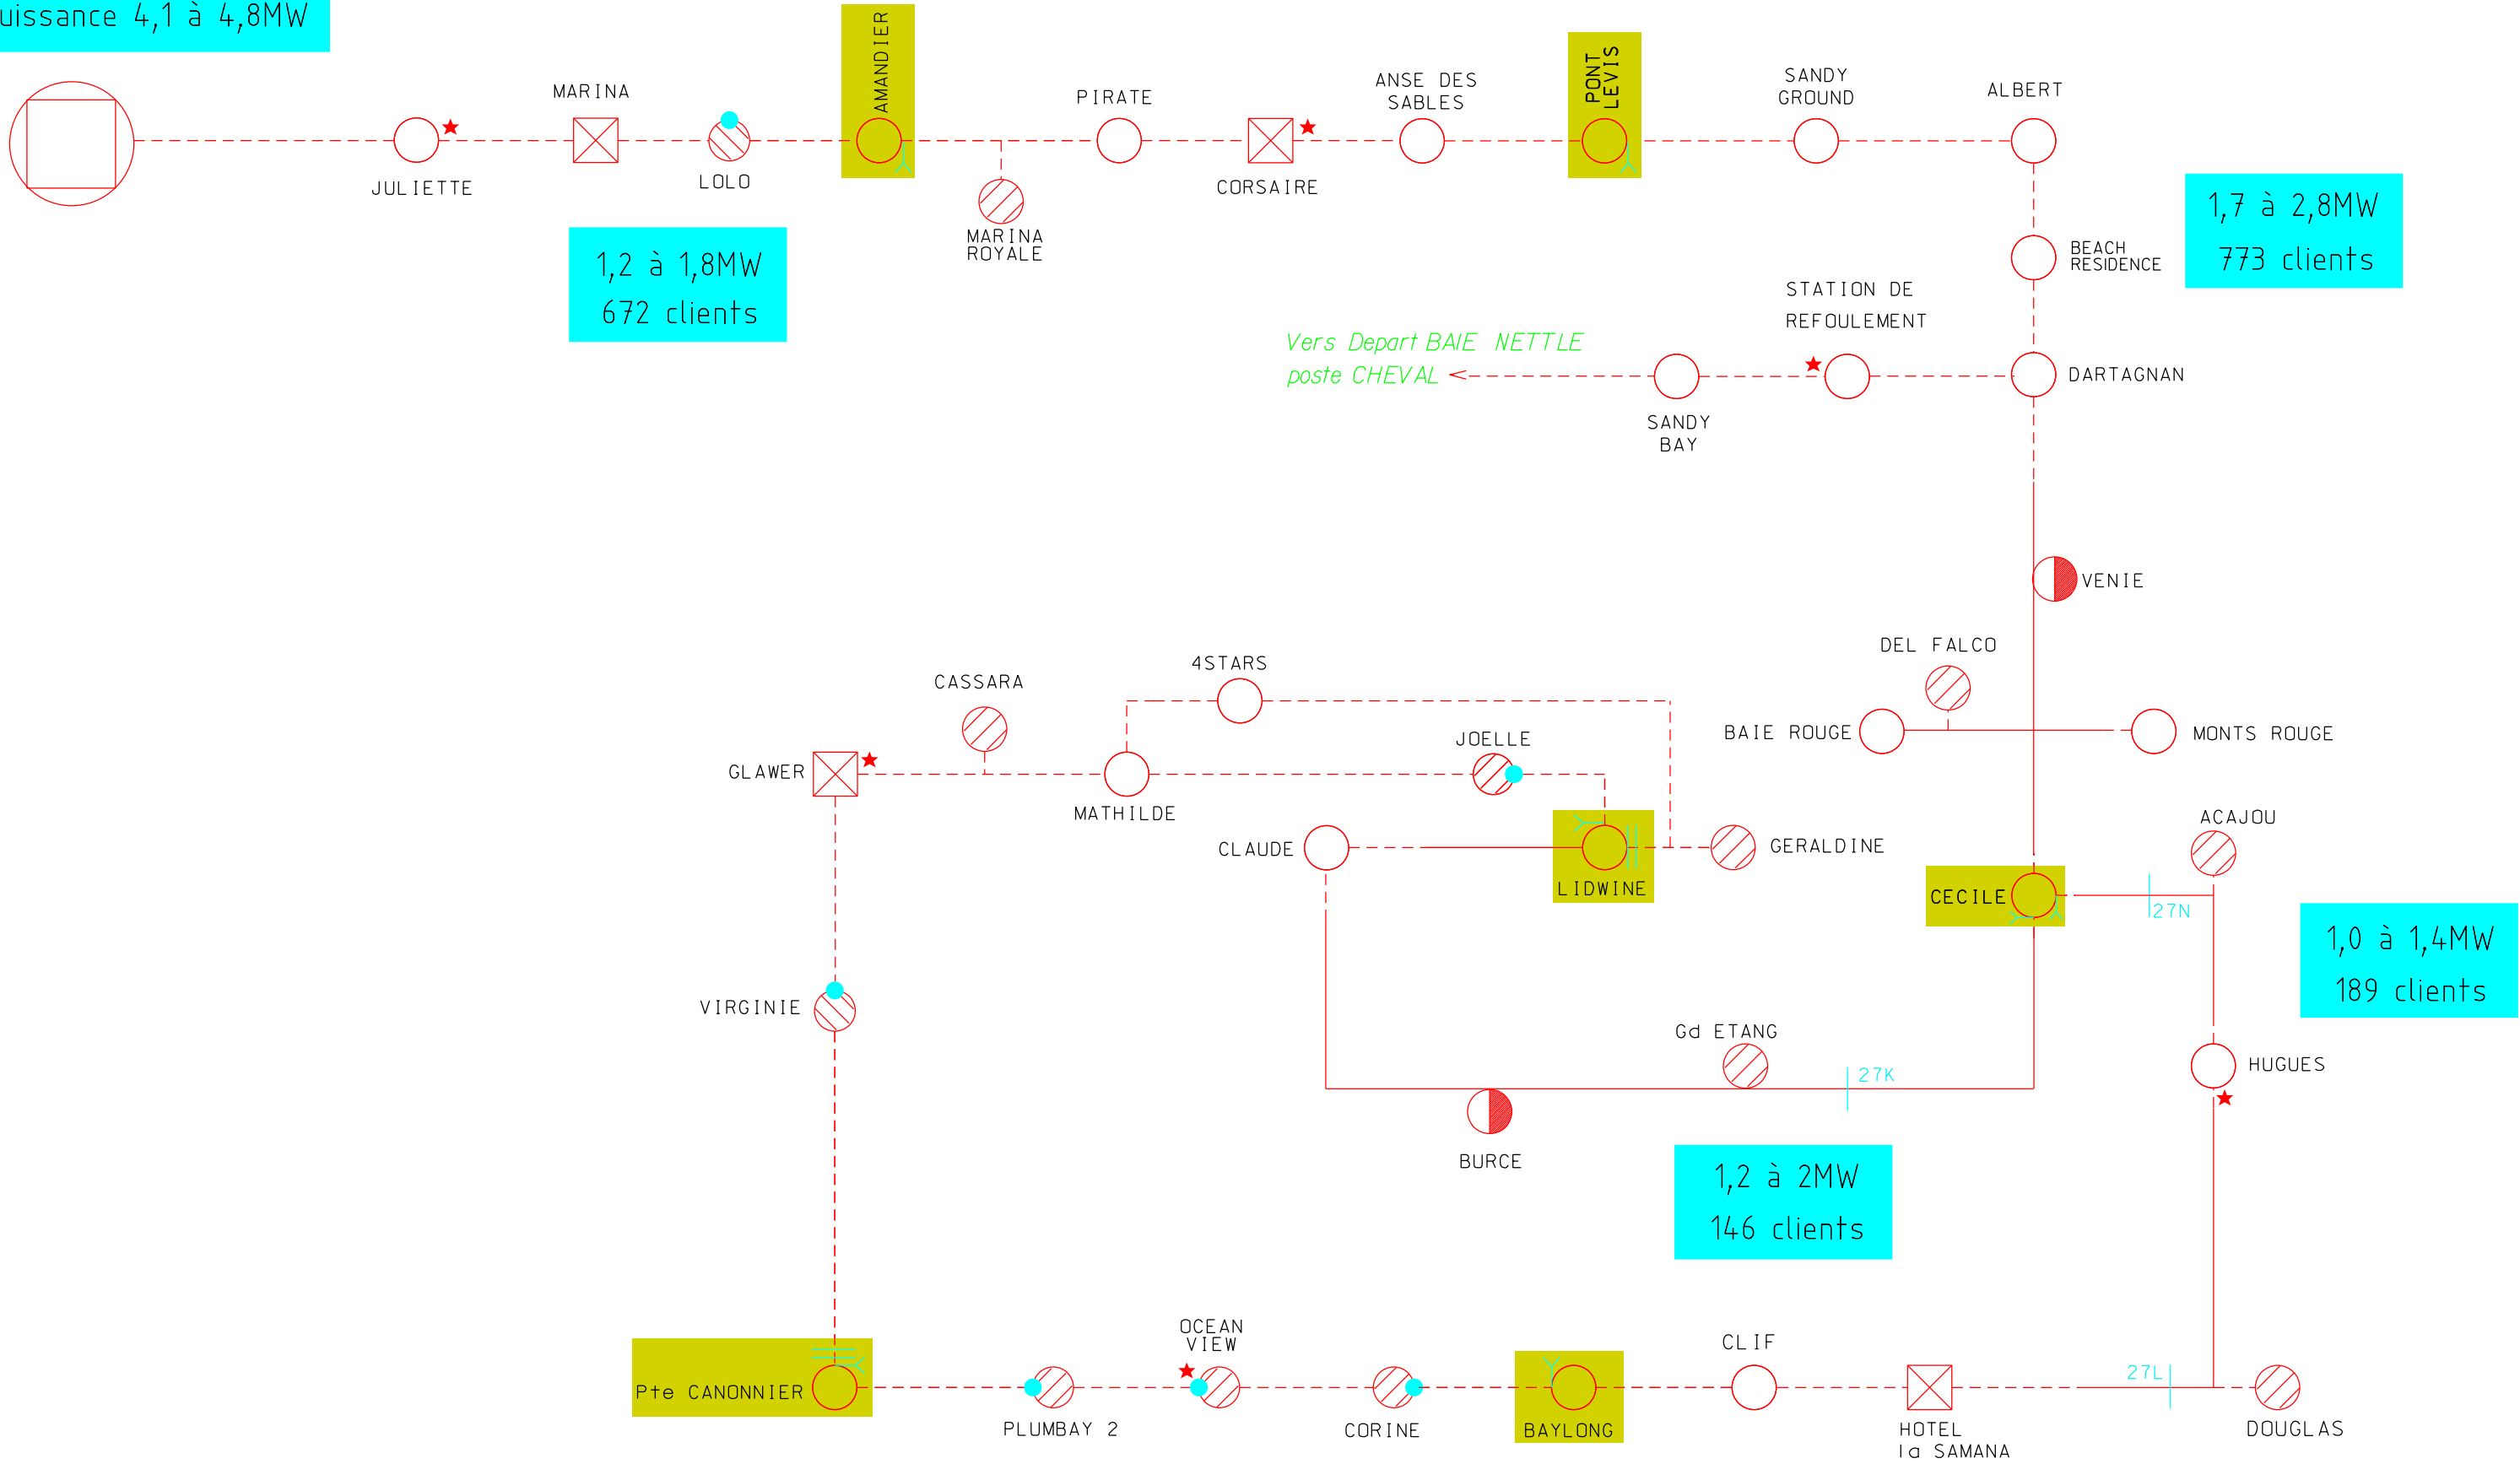 uissance 4,1 à 4,8MW
AMANDIER
PONT
LEVIS
MARINA
PIRATE
ANSE DES
SABLES
SANDY
GROUND
ALBERT
JULIETTE
LOLO
CORSAIRE
MARINA
ROYALE
1,2 à 1,8MW
672 clients
1,7 à 2,8MW
773 clients
BEACH
RESIDENCE
STATION DE
REFOULEMENT
Vers Depart BAIE NETTLE
poste CHEVAL
DARTAGNAN
SANDY
BAY
VENIE
DEL FALCO
4STARS
CASSARA
BAIE ROUGE
MONTS ROUGE
JOELLE
GLAWER
MATHILDE
ACAJOU
CLAUDE
GERALDINE
LIDWINE
CECILE
27N
1,0 à 1,4MW
189 clients
VIRGINIE
Gd ETANG
HUGUES
27K
BURCE
1,2 à 2MW
146 clients
OCEAN
VIEW
CLIF
27L
Pte CANONNIER
PLUMBAY 2
CORINE
BAYLONG
HOTEL
la SAMANA
DOUGLAS